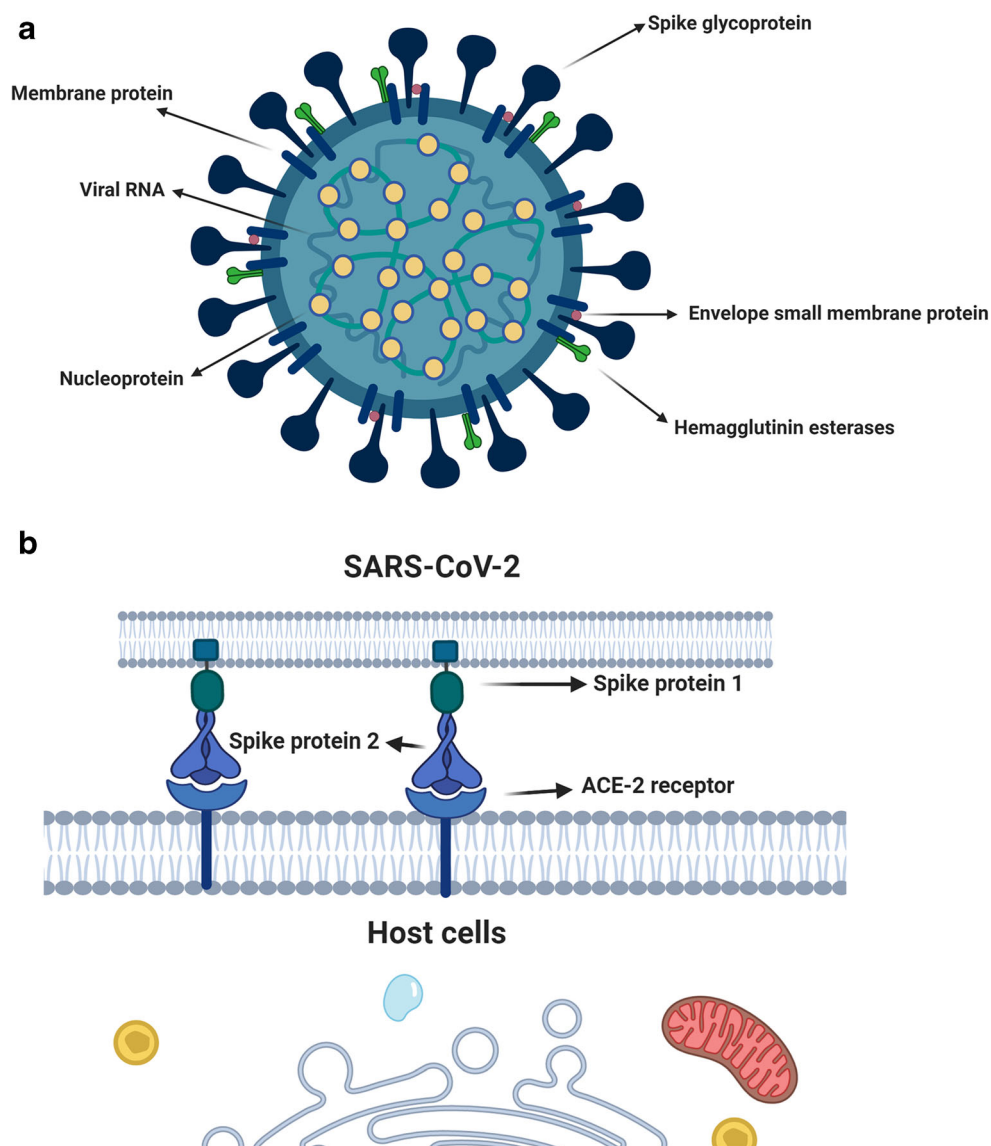 a
Spike glycoprotein
Membrane protein
Viral RNA
Envelope small membrane protein
Nucleoprotein
Hemagglutinin esterases
b
SARS-CoV-2
Spike protein 1
Spike protein 2
ACE-2 receptor
Host cells